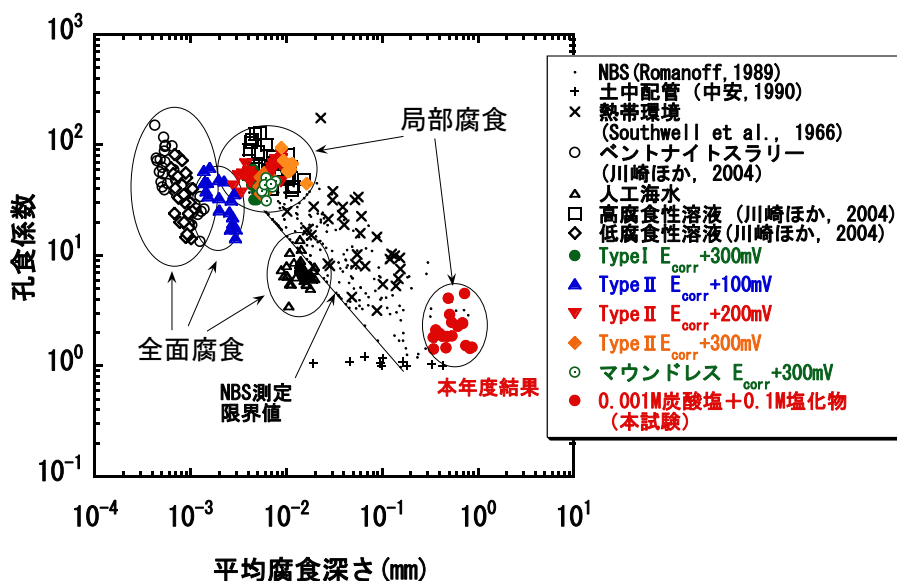 10³
10²
10¹
10⁰
10⁻¹
孔食係数
10⁻⁴
10⁻³
10⁻²
10⁻¹
10⁰
10¹
平均腐食深さ(mm)
局部腐食
全面腐食
NBS測定
限界値
本年度結果
NBS(Romanoff,1989)
土中配管 (中安,1990)
熱帯環境
(Southwell et al., 1966)
ベントナイトスラリー
(川崎ほか, 2004)
人工海水
高腐食性溶液 (川崎ほか, 2004)
低腐食性溶液(川崎ほか, 2004)
TypeⅠ E_corr+300mV
TypeⅡ E_corr+100mV
TypeⅡ E_corr+200mV
TypeⅡ E_corr+300mV
マウンドレス E_corr+300mV
0.001M炭酸塩+0.1M塩化物
(本試験)